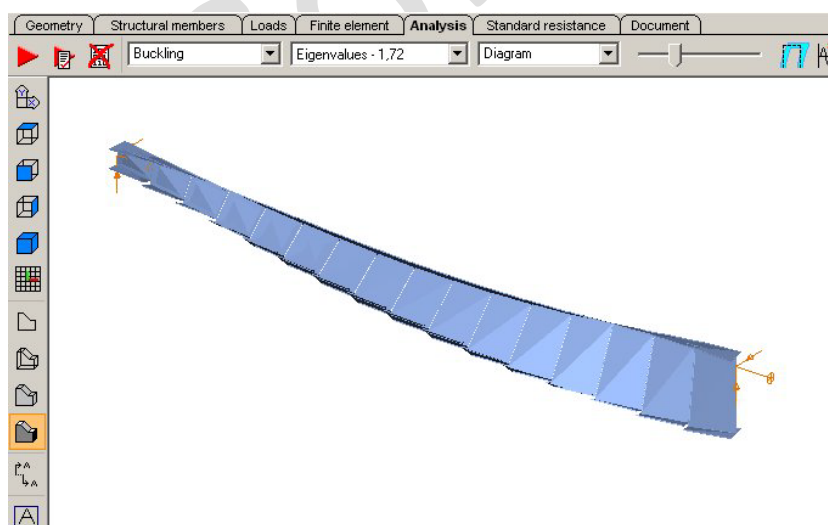 Geometry Structural members Loads Finite element Analysis Standard resistance Document
Buckling Eigenvalues - 1,72 Diagram